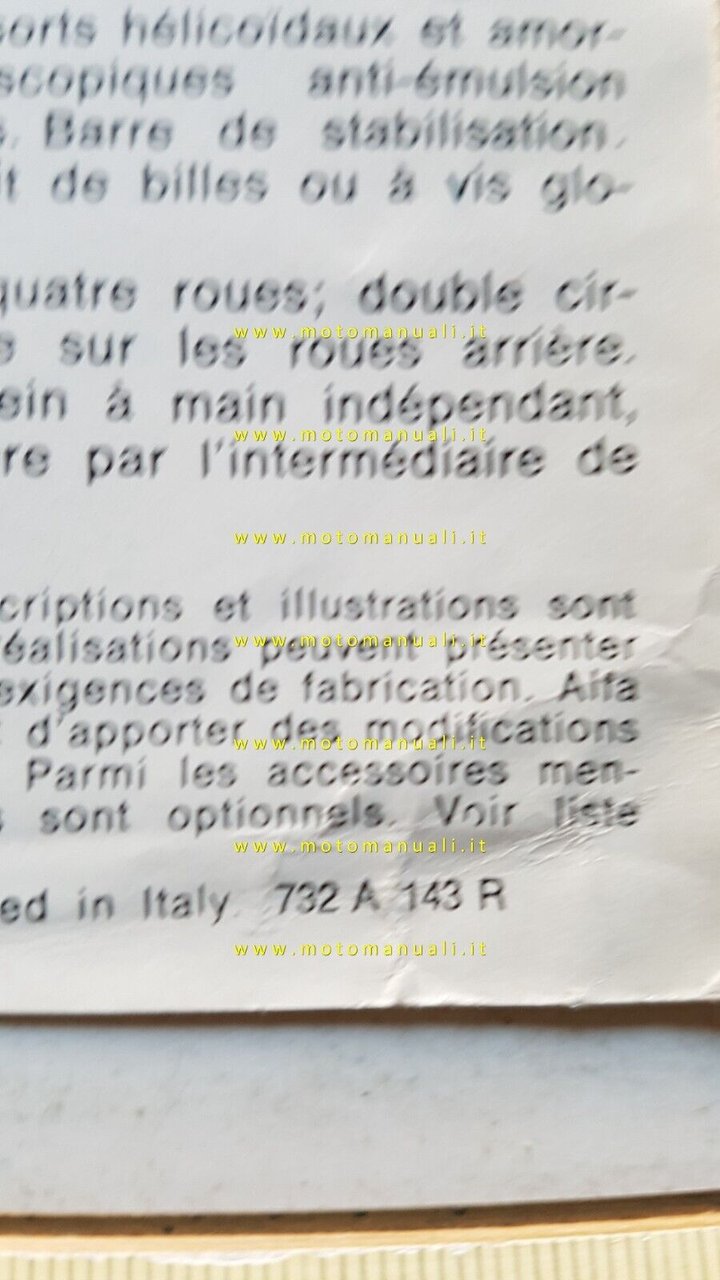 sorts hélicoïdaux et amor-
scopiques anti-émulsion
s. Barre de stabilisation.
it de billes ou à vis glo-
quatre roues; double cir-
www.motomanuali.it
e sur les roues arrière.
ein à main indépendant,
www.motomanuali.it
re par l'intermédiaire de
www.motomanuali.it
criptions et illustrations sont
www.motomanuali.it
réalisations peuvent présenter
exigences de fabrication. Alfa
t d'apporter des modifications
www.motomanuali.it
Parmi les accessoires men-
s sont optionnels. Voir liste
www.motomanuali.it
ed in Italy. 732 A 143 R
www.motomanuali.it